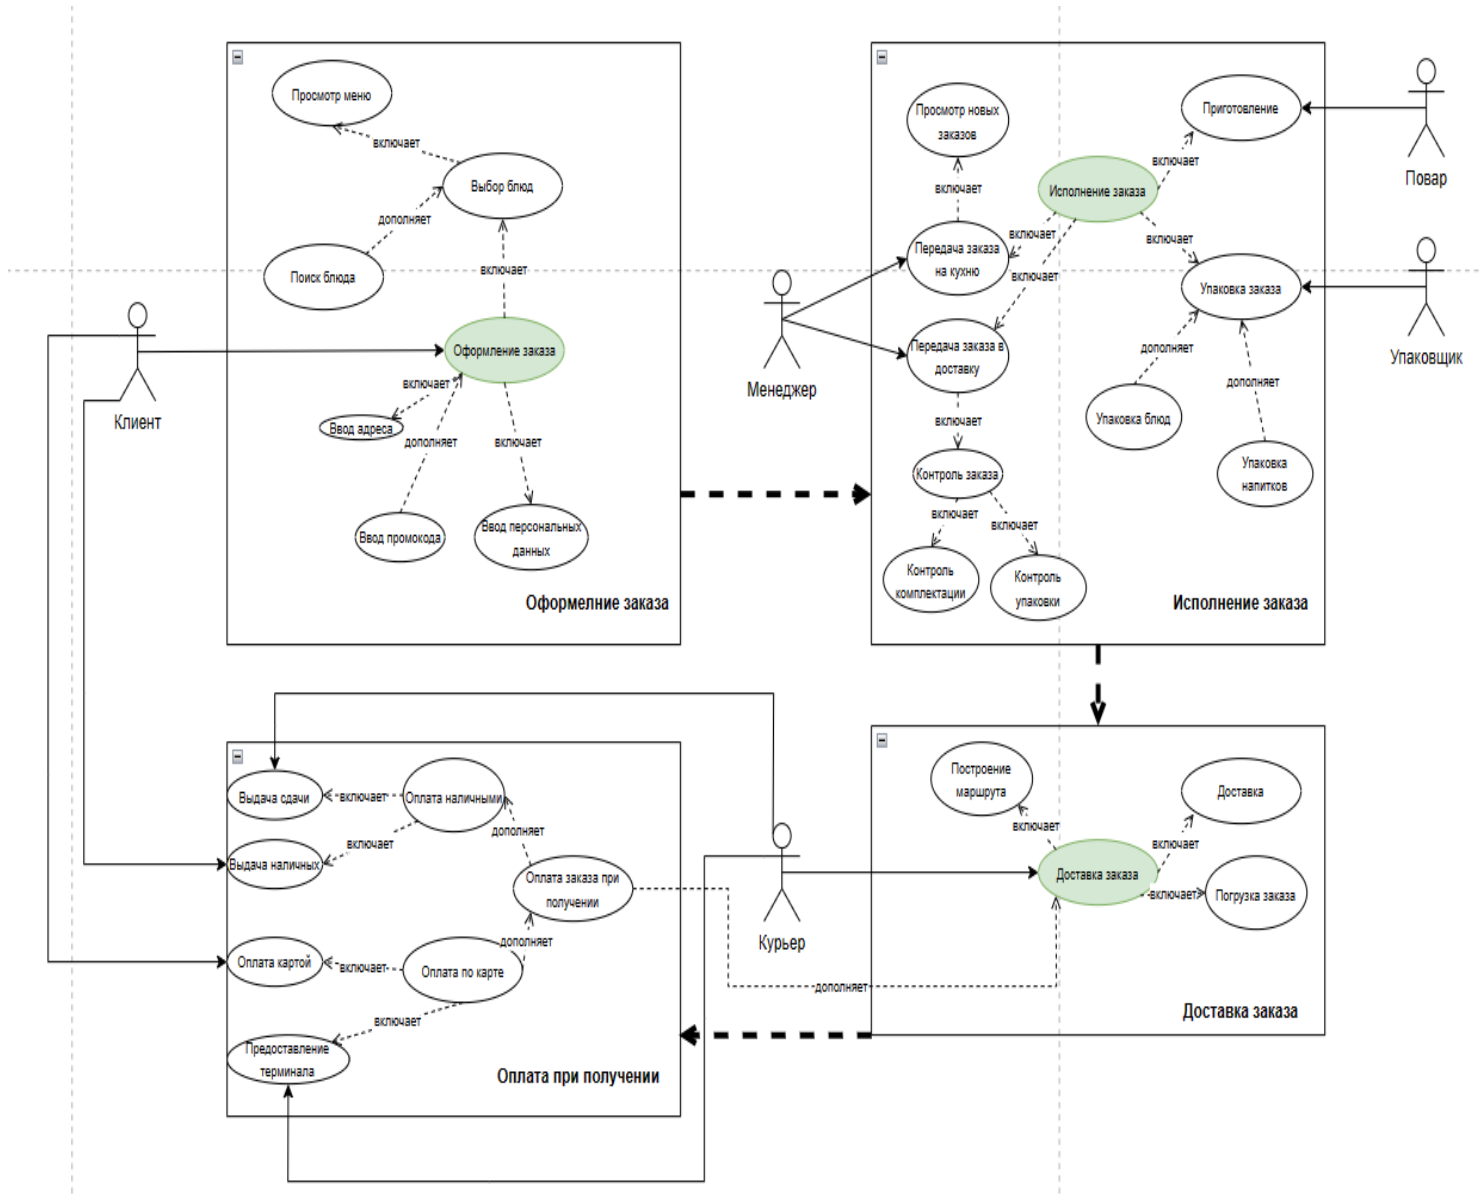 Просмотр меню
включает
Выбор блюд
дополняет
Поиск блюда
включает
Оформление заказа
включает
Ввод адреса
дополняет
включает
Ввод промокода
Ввод персональных
данных
Оформелние заказа
Клиент
Просмотр новых
заказов
включает
Передача заказа
на кухню
включает
Исполнение заказа
включает
Приготовление
включает
Упаковка заказа
включает
Передача заказа в
доставку
дополняет
дополняет
Упаковка блюд
Упаковка
напитков
включает
Контроль заказа
включает
включает
Контроль
комплектации
Контроль
упаковки
Исполнение заказа
Менеджер
Повар
Упаковщик
Выдача сдачи
включает
Оплата наличными
включает
дополняет
Выдача наличных
Оплата заказа при
получении
дополняет
Оплата картой
включает
Оплата по карте
включает
Предоставление
терминала
Оплата при получении
Курьер
дополняет
Построение
маршрута
включает
Доставка
включает
Доставка заказа
включает
Погрузка заказа
Доставка заказа